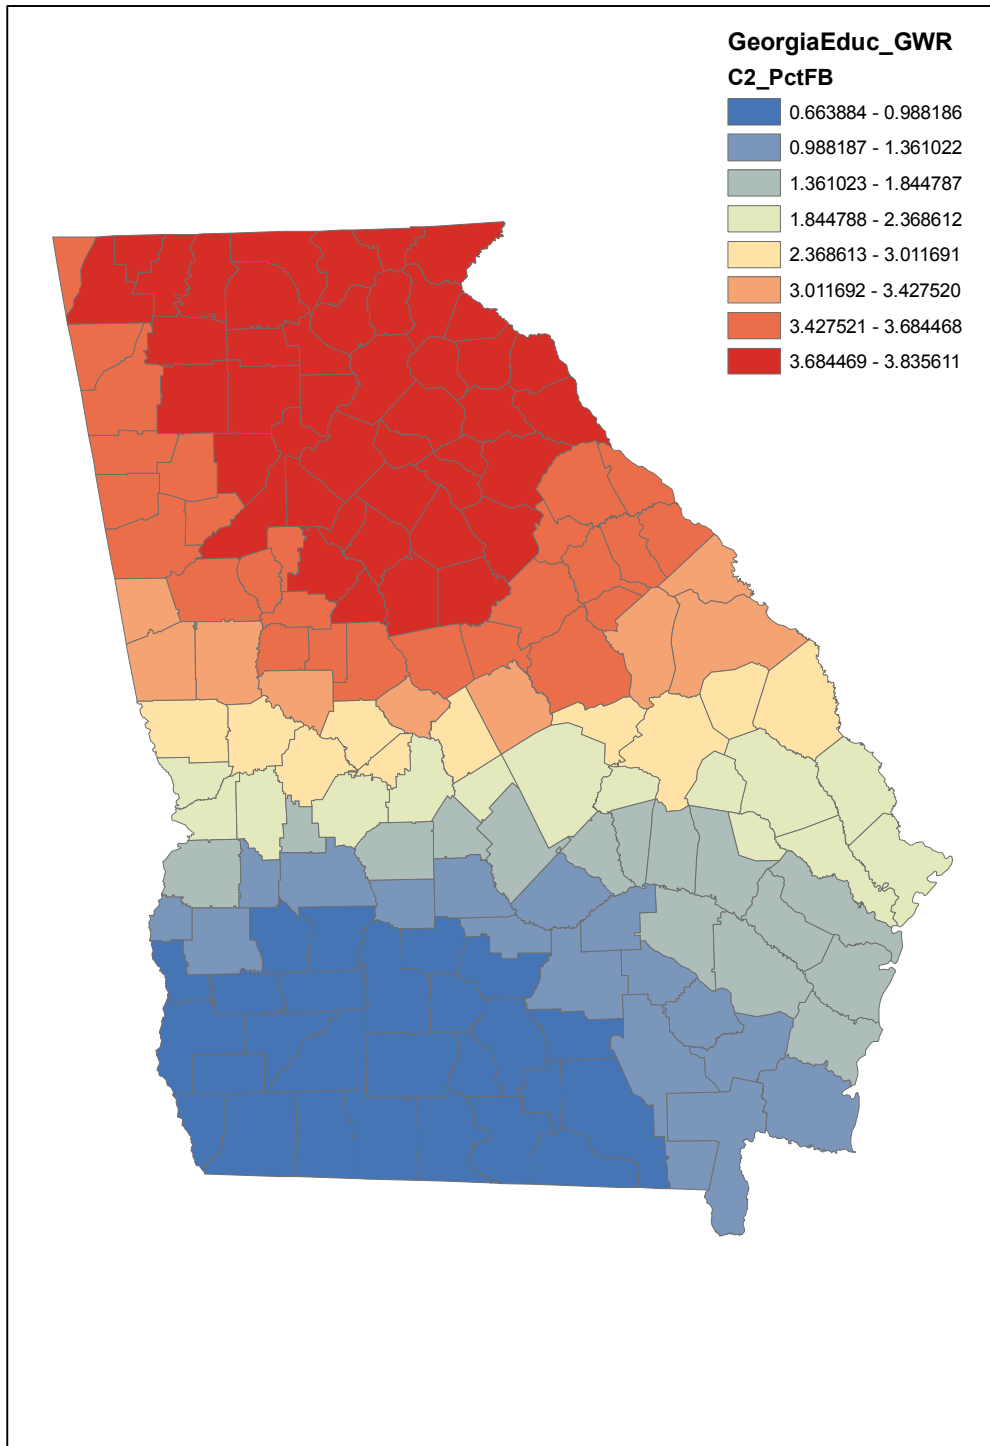 GeorgiaEduc_GWR
C2_PctFB
0.663884 - 0.988186
0.988187 - 1.361022
1.361023 - 1.844787
1.844788 - 2.368612
2.368613 - 3.011691
3.011692 - 3.427520
3.427521 - 3.684468
3.684469 - 3.835611